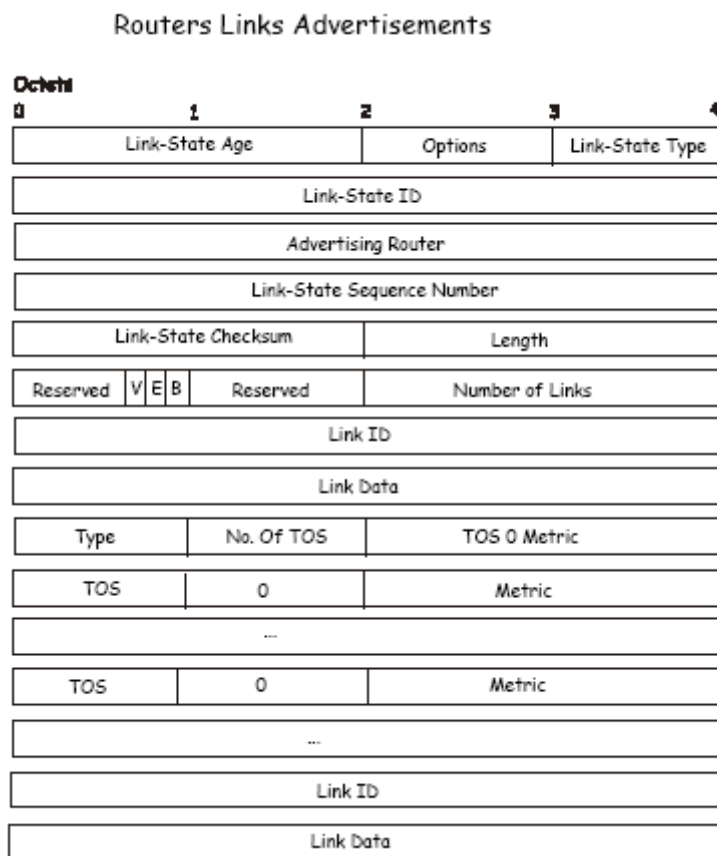 Routers Links Advertisements
Octets
0 1 2 3 4
Link-State Age Options Link-State Type
Link-State ID
Advertising Router
Link-State Sequence Number
Link-State Checksum Length
Reserved V E B Reserved Number of Links
Link ID
Link Data
Type No. Of TOS TOS 0 Metric
TOS 0 Metric
...
TOS 0 Metric
...
Link ID
Link Data